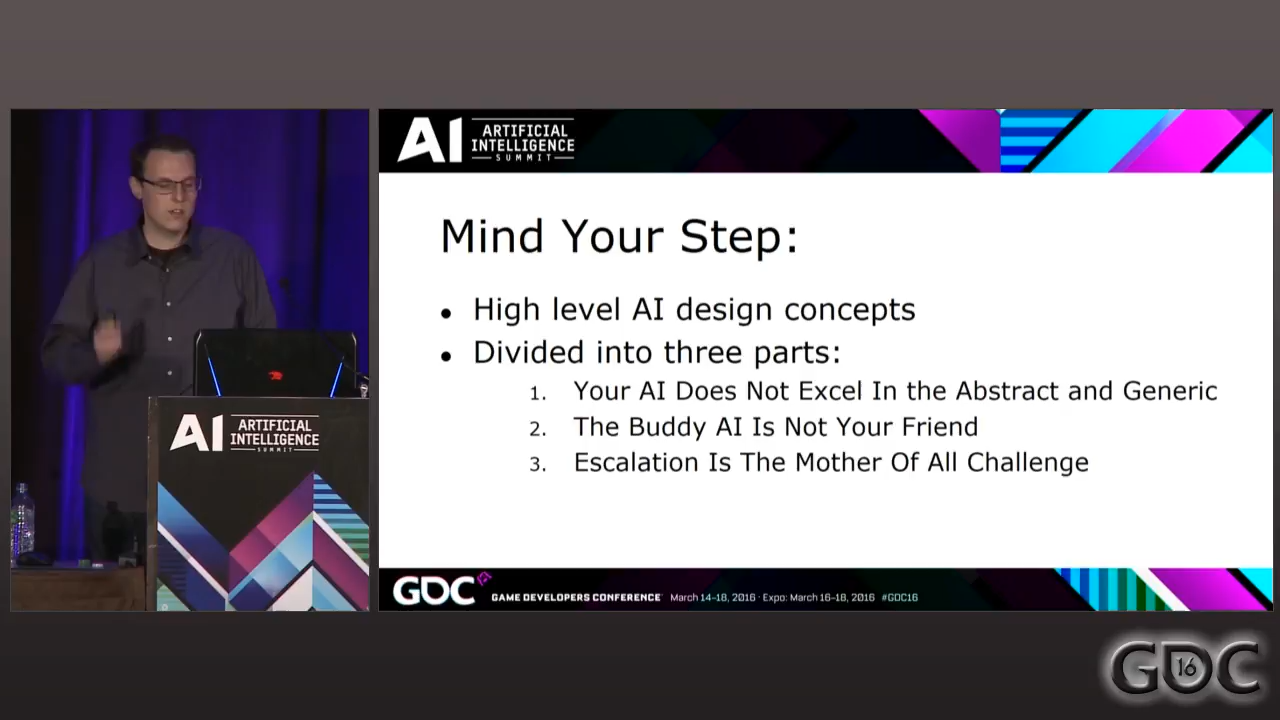 AI ARTIFICIAL
INTELLIGENCE
SUMMIT
Mind Your Step:
• High level AI design concepts
• Divided into three parts:
1. Your AI Does Not Excel In the Abstract and Generic
2. The Buddy AI Is Not Your Friend
3. Escalation Is The Mother Of All Challenge
AI ARTIFICIAL
INTELLIGENCE
SUMMIT
GDC GAME DEVELOPERS CONFERENCE March 14-18, 2016 · Expo: March 16-18, 2016 #GDC16
GDC 16